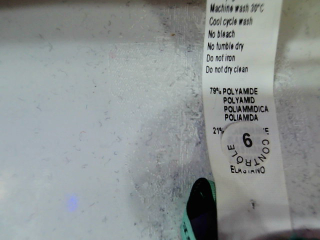 Machine wash 30°C
Cool cycle wash
No bleach
No tumble dry
Do not iron
Do not dry clean
79% POLYAMIDE
POLYAMID
POLIAMMIDICA
POLIAMIDA
21%
6
CONTROLE
ELASTANO